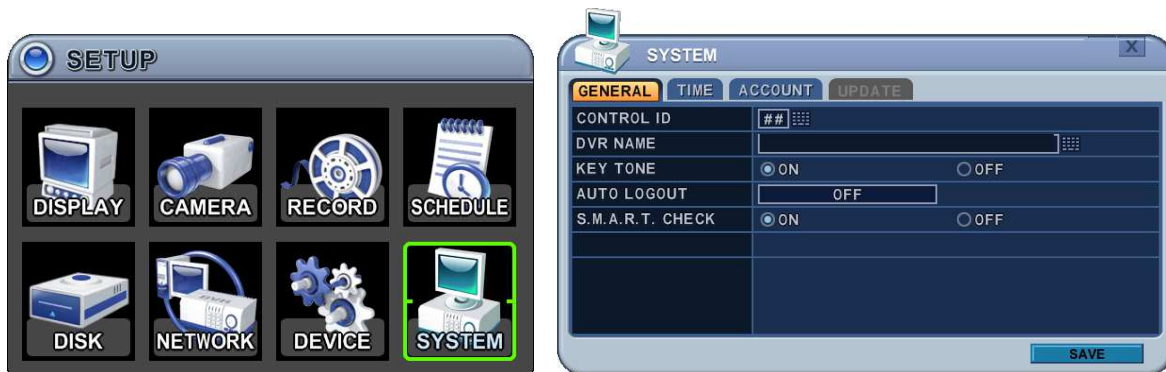 SETUP
DISPLAY CAMERA RECORD SCHEDULE
DISK NETWORK DEVICE SYSTEM
SYSTEM X
GENERAL TIME ACCOUNT UPDATE
CONTROL ID ##
DVR NAME
KEY TONE ON OFF
AUTO LOGOUT OFF
S.M.A.R.T. CHECK ON OFF
SAVE